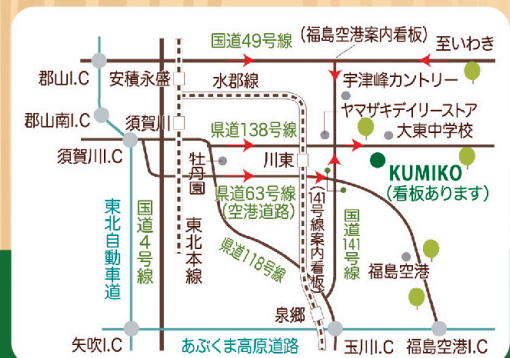 国道49号線
(福島空港案内看板)
至いわき
郡山I.C
安積永盛
水郡線
宇津峰カントリー
ヤマザキデイリーストア
郡山南I.C
須賀川
県道138号線
大東中学校
須賀川I.C
牡丹園
川東
KUMIKO
(看板あります)
県道63号線
(空港道路)
東北自動車道
国道4号線
東北本線
県道118号線
(141号線案内看板)
国道141号線
福島空港
泉郷
矢吹I.C
あぶくま高原道路
玉川I.C
福島空港I.C